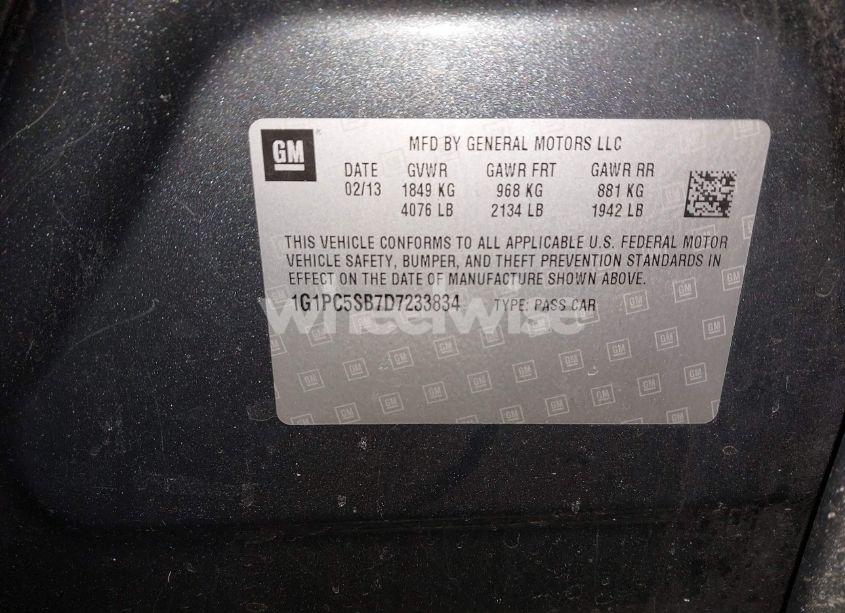 GM
MFD BY GENERAL MOTORS LLC
DATE GVWR GAWR FRT GAWR RR
02/13 1849 KG 968 KG 881 KG
4076 LB 2134 LB 1942 LB
THIS VEHICLE CONFORMS TO ALL APPLICABLE U.S. FEDERAL MOTOR
VEHICLE SAFETY, BUMPER, AND THEFT PREVENTION STANDARDS IN
EFFECT ON THE DATE OF MANUFACTURE SHOWN ABOVE.
1G1PC5SB7D7233834 TYPE: PASS CAR
wheelwise